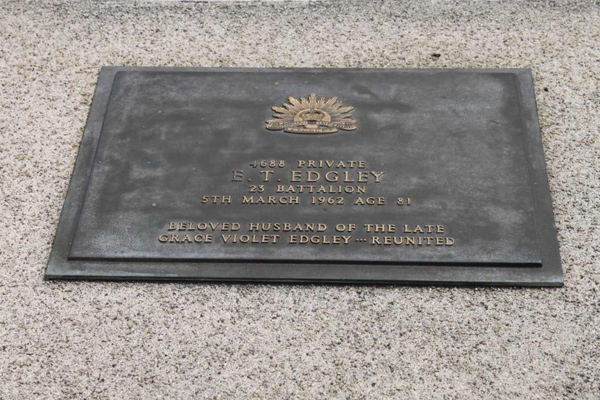 4688 PRIVATE
E. T. EDGLEY
23 BATTALION
5TH MARCH 1962 AGE 81
BELOVED HUSBAND OF THE LATE
GRACE VIOLET EDGLEY ··· REUNITED